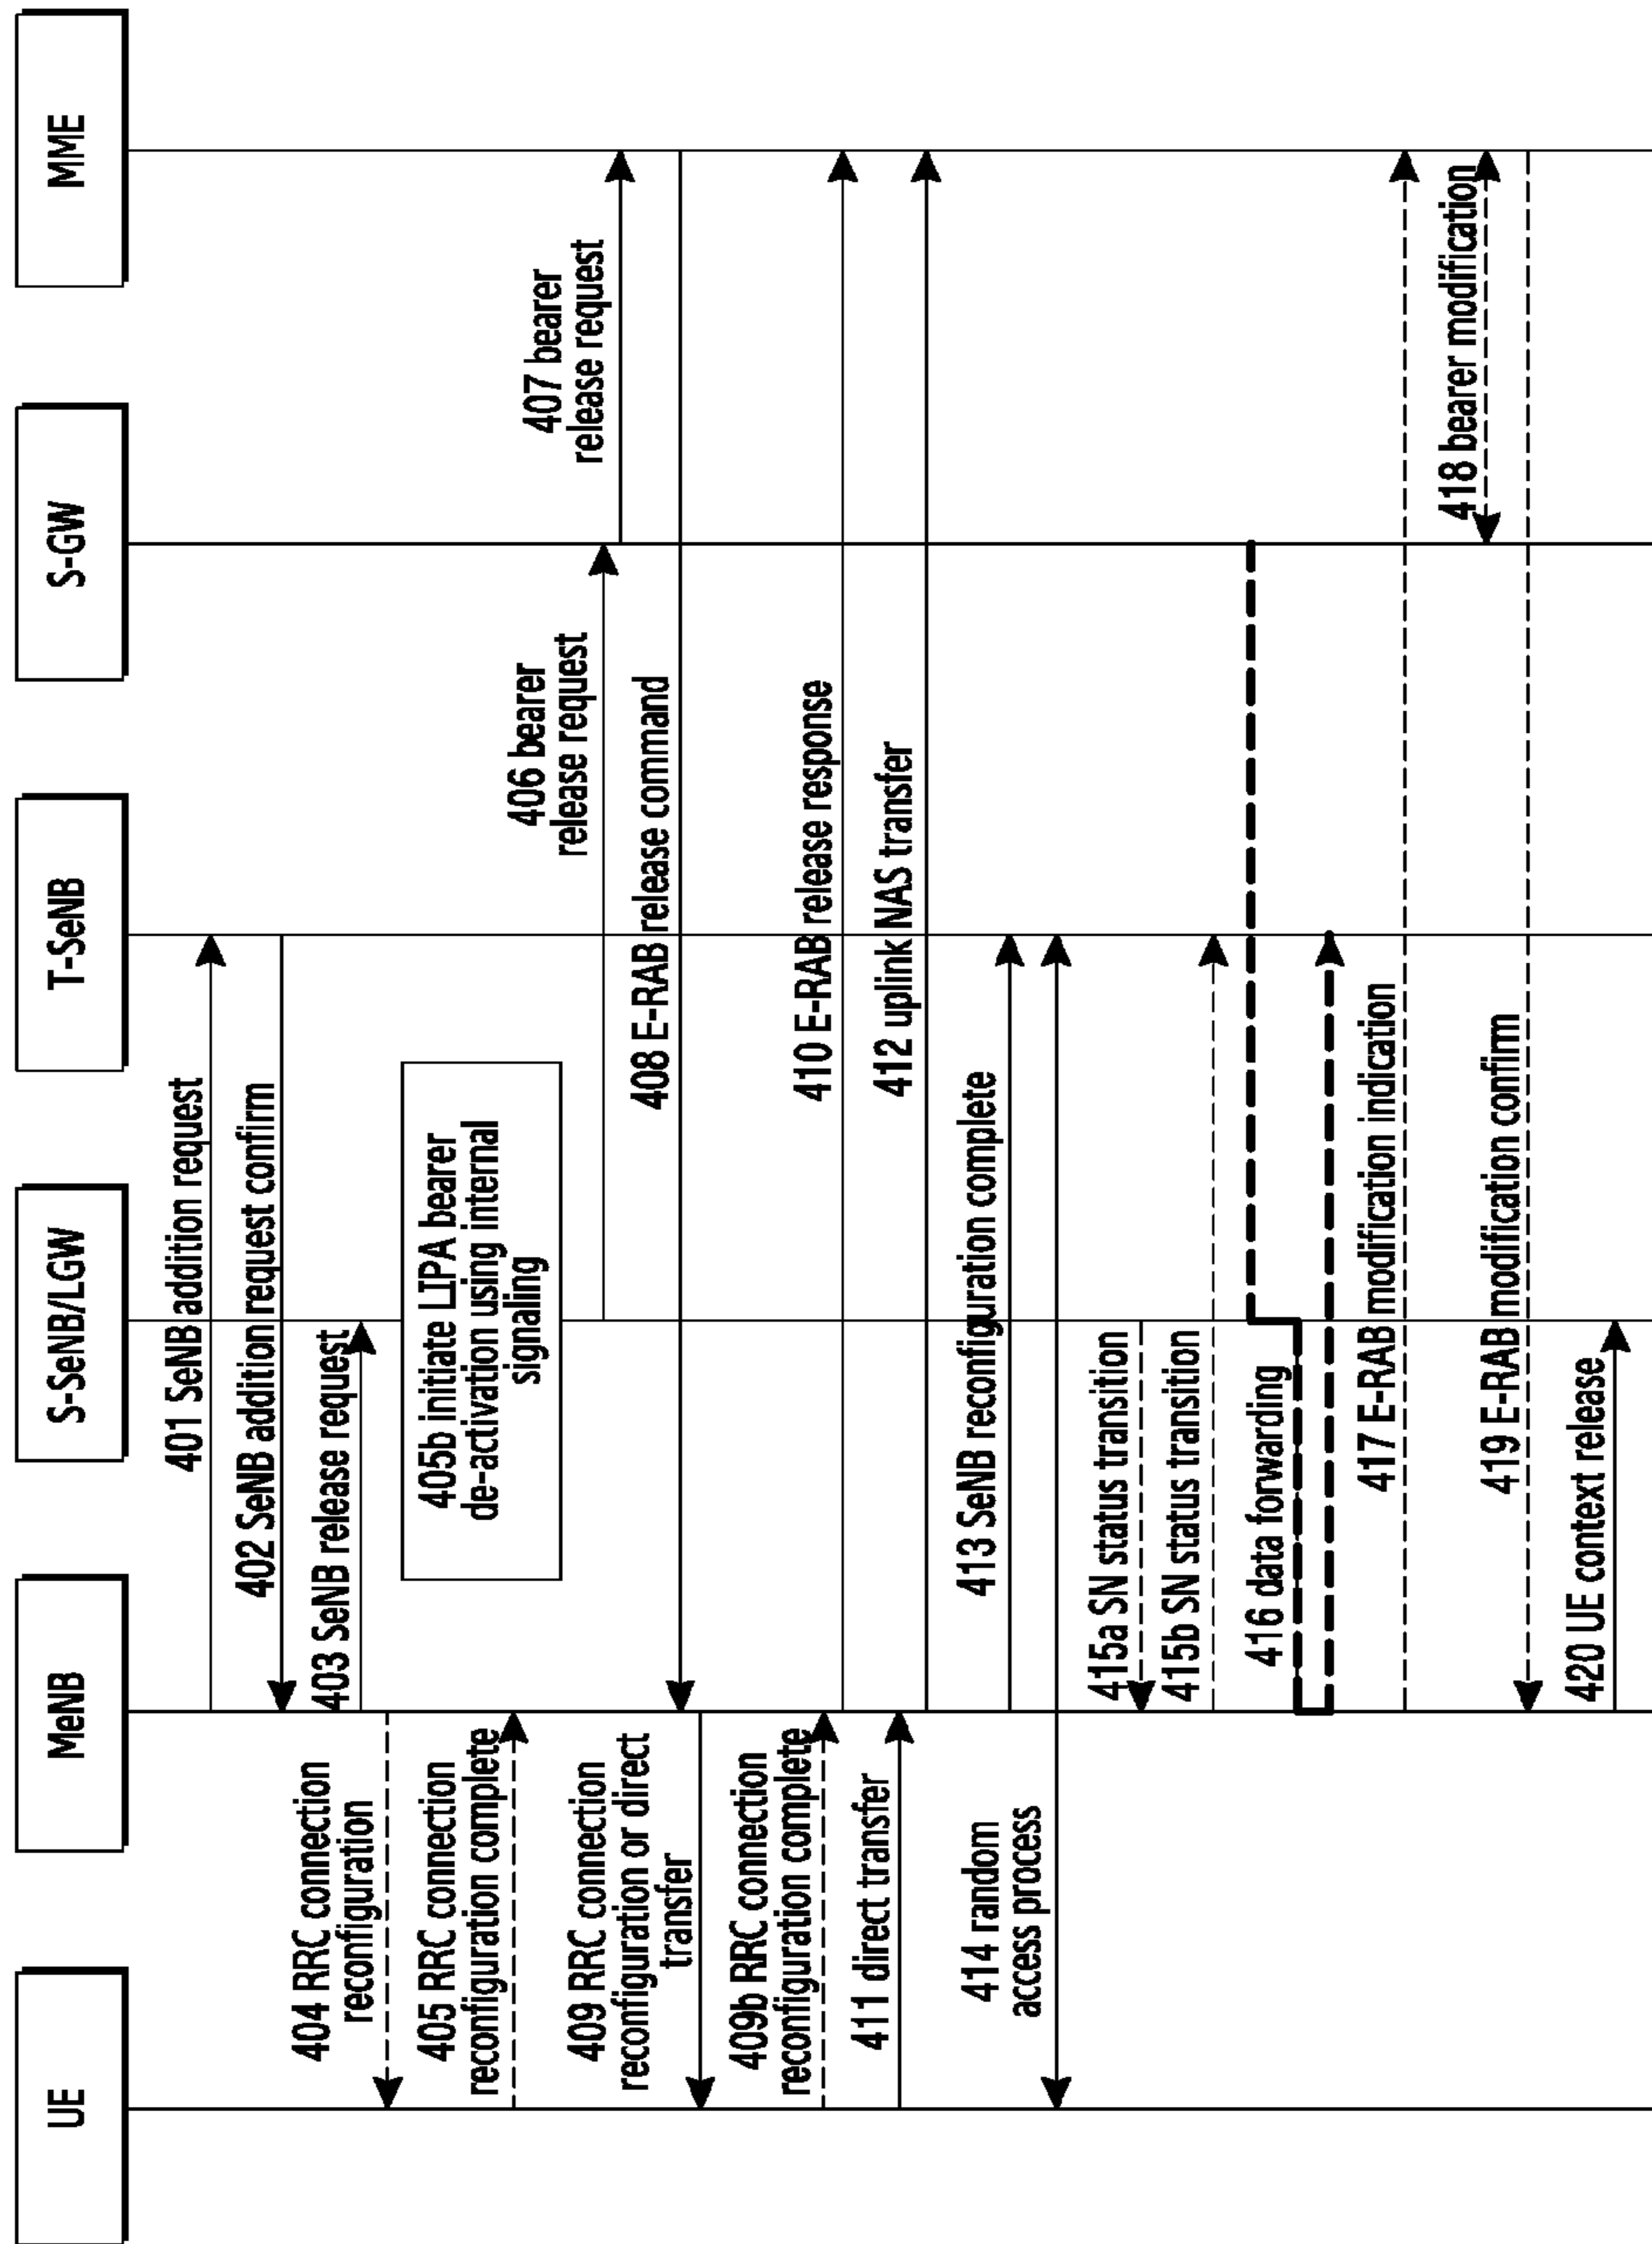 UE
MeNB
S-SeNB/LGW
T-SeNB
S-GW
MME
401 SeNB addition request
402 SeNB addition request confirm
403 SeNB release request
404 RRC connection
reconfiguration
405 RRC connection
reconfiguration complete
405b initiate LIPA bearer
de-activation using internal
signaling
406 bearer
release request
407 bearer
release request
408 E-RAB release command
409 RRC connection
reconfiguration or direct
transfer
409b RRC connection
reconfiguration complete
410 E-RAB release response
411 direct transfer
412 uplink NAS transfer
413 SeNB reconfiguration complete
414 random
access process
415a SN status transition
415b SN status transition
416 data forwarding
417 E-RAB modification indication
418 bearer modification
419 E-RAB modification confirm
420 UE context release